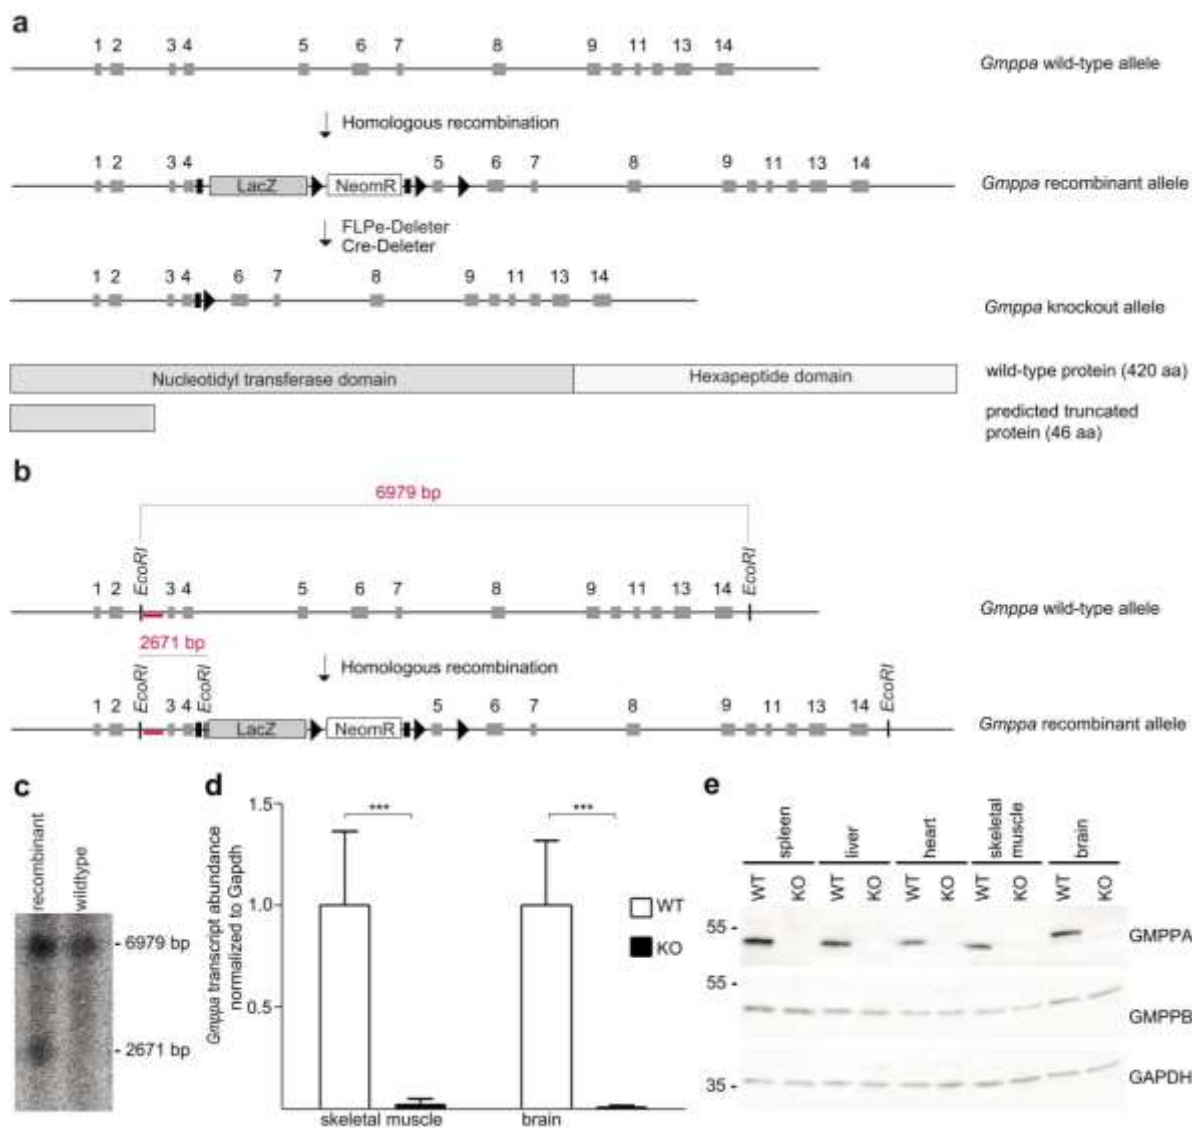 a
1 2 3 4 5 6 7 8 9 11 13 14
Gmppa wild-type allele
Homologous recombination
1 2 3 4 5 6 7 8 9 11 13 14
LacZ NeomR
Gmppa recombinant allele
FLPe-Deleter
Cre-Deleter
1 2 3 4 6 7 8 9 11 13 14
Gmppa knockout allele
Nucleotidyl transferase domain Hexapeptide domain
wild-type protein (420 aa)
predicted truncated
protein (46 aa)
b
6979 bp
EcoRI EcoRI
1 2 3 4 5 6 7 8 9 11 13 14
Gmppa wild-type allele
2671 bp
Homologous recombination
EcoRI EcoRI EcoRI
1 2 3 4 5 6 7 8 9 11 13 14
LacZ NeomR
Gmppa recombinant allele
c
recombinant
wildtype
- 6979 bp
- 2671 bp
d
Gmppa transcript abundance
normalized to Gapdh
1.5
1.0
0.5
*** ***
WT
KO
skeletal muscle brain
e
spleen liver heart skeletal muscle brain
WT KO WT KO WT KO WT KO WT KO
55 -
GMPPA
55 -
GMPPB
35 -
GAPDH